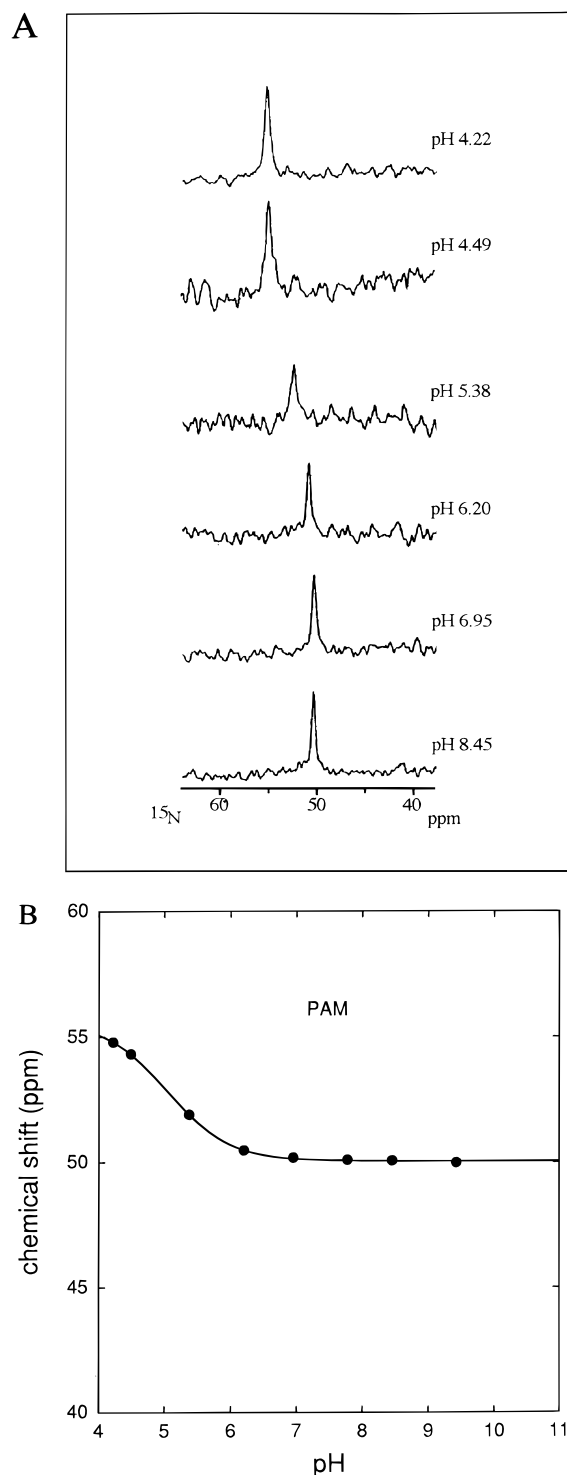 A
pH 4.22
pH 4.49
pH 5.38
pH 6.20
pH 6.95
pH 8.45
15N 60 50 40 ppm
B
60
55
50
45
40
chemical shift (ppm)
PAM
4 5 6 7 8 9 10 11
pH